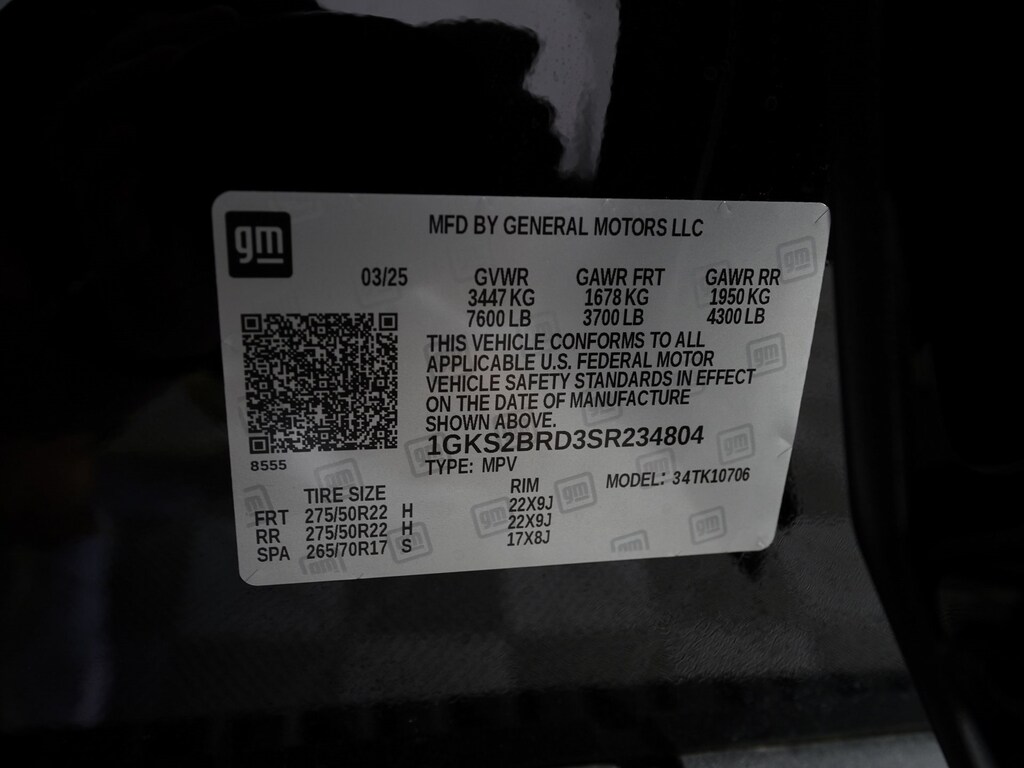 gm
MFD BY GENERAL MOTORS LLC
03/25 GVWR GAWR FRT GAWR RR
3447 KG 1678 KG 1950 KG
7600 LB 3700 LB 4300 LB
THIS VEHICLE CONFORMS TO ALL
APPLICABLE U.S. FEDERAL MOTOR
VEHICLE SAFETY STANDARDS IN EFFECT
ON THE DATE OF MANUFACTURE
SHOWN ABOVE.
1GKS2BRD3SR234804
8555
TYPE: MPV MODEL: 34TK10706
TIRE SIZE RIM
FRT 275/50R22 H 22X9J
RR 275/50R22 H 22X9J
SPA 265/70R17 S 17X8J